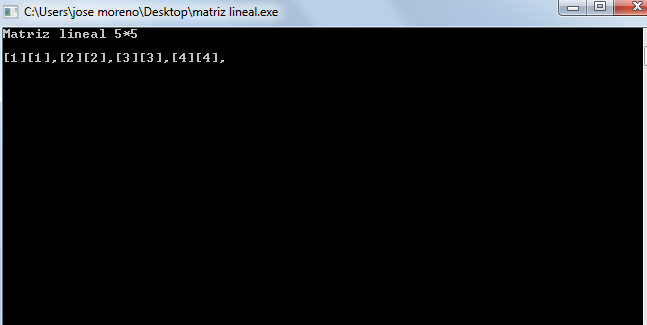 C:\Users\jose moreno\Desktop\matriz lineal.exe
Matriz lineal 5*5
[1][1],[2][2],[3][3],[4][4],